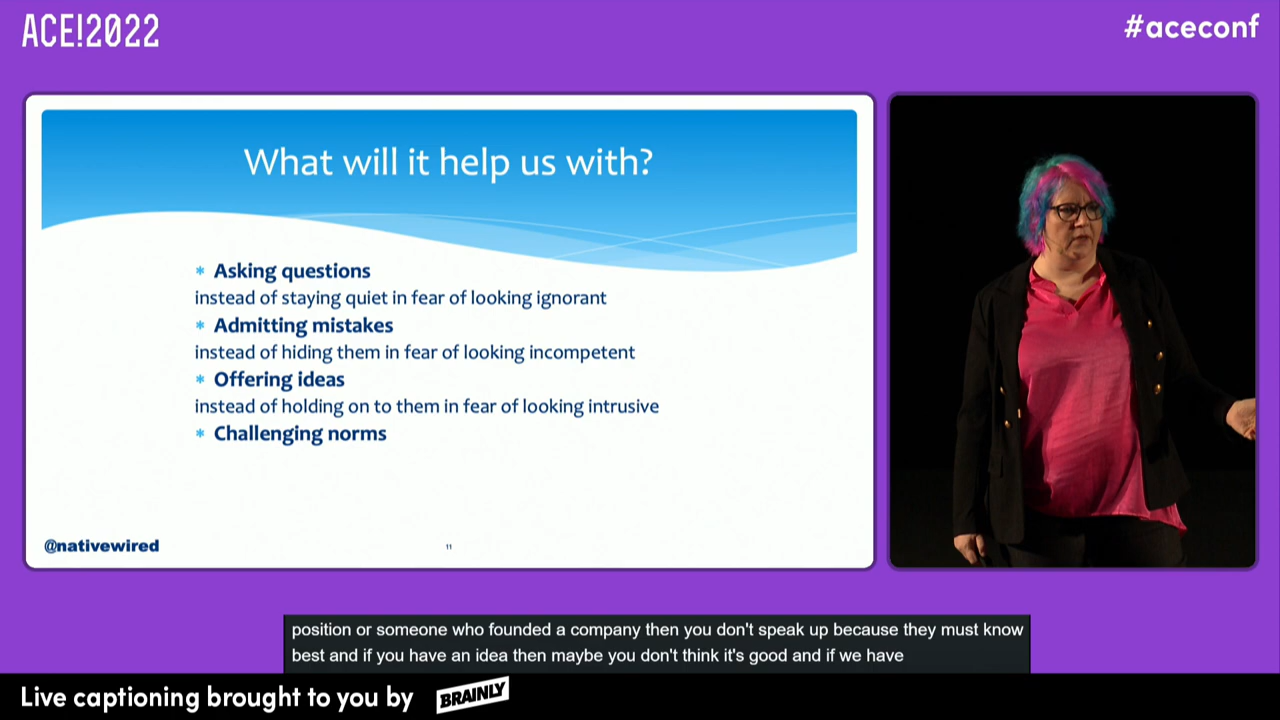 ACE!2022
#aceconf
What will it help us with?
* Asking questions
instead of staying quiet in fear of looking ignorant
* Admitting mistakes
instead of hiding them in fear of looking incompetent
* Offering ideas
instead of holding on to them in fear of looking intrusive
* Challenging norms
@nativewired
11
position or someone who founded a company then you don't speak up because they must know
best and if you have an idea then maybe you don't think it's good and if we have
Live captioning brought to you by BRAINLY